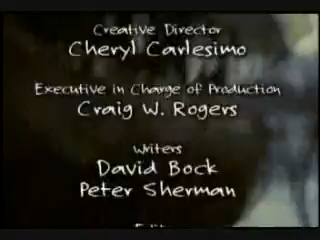 Creative Director
Cheryl Carlesimo
Executive in Charge of Production
Craig W. Rogers
Writers
David Bock
Peter Sherman